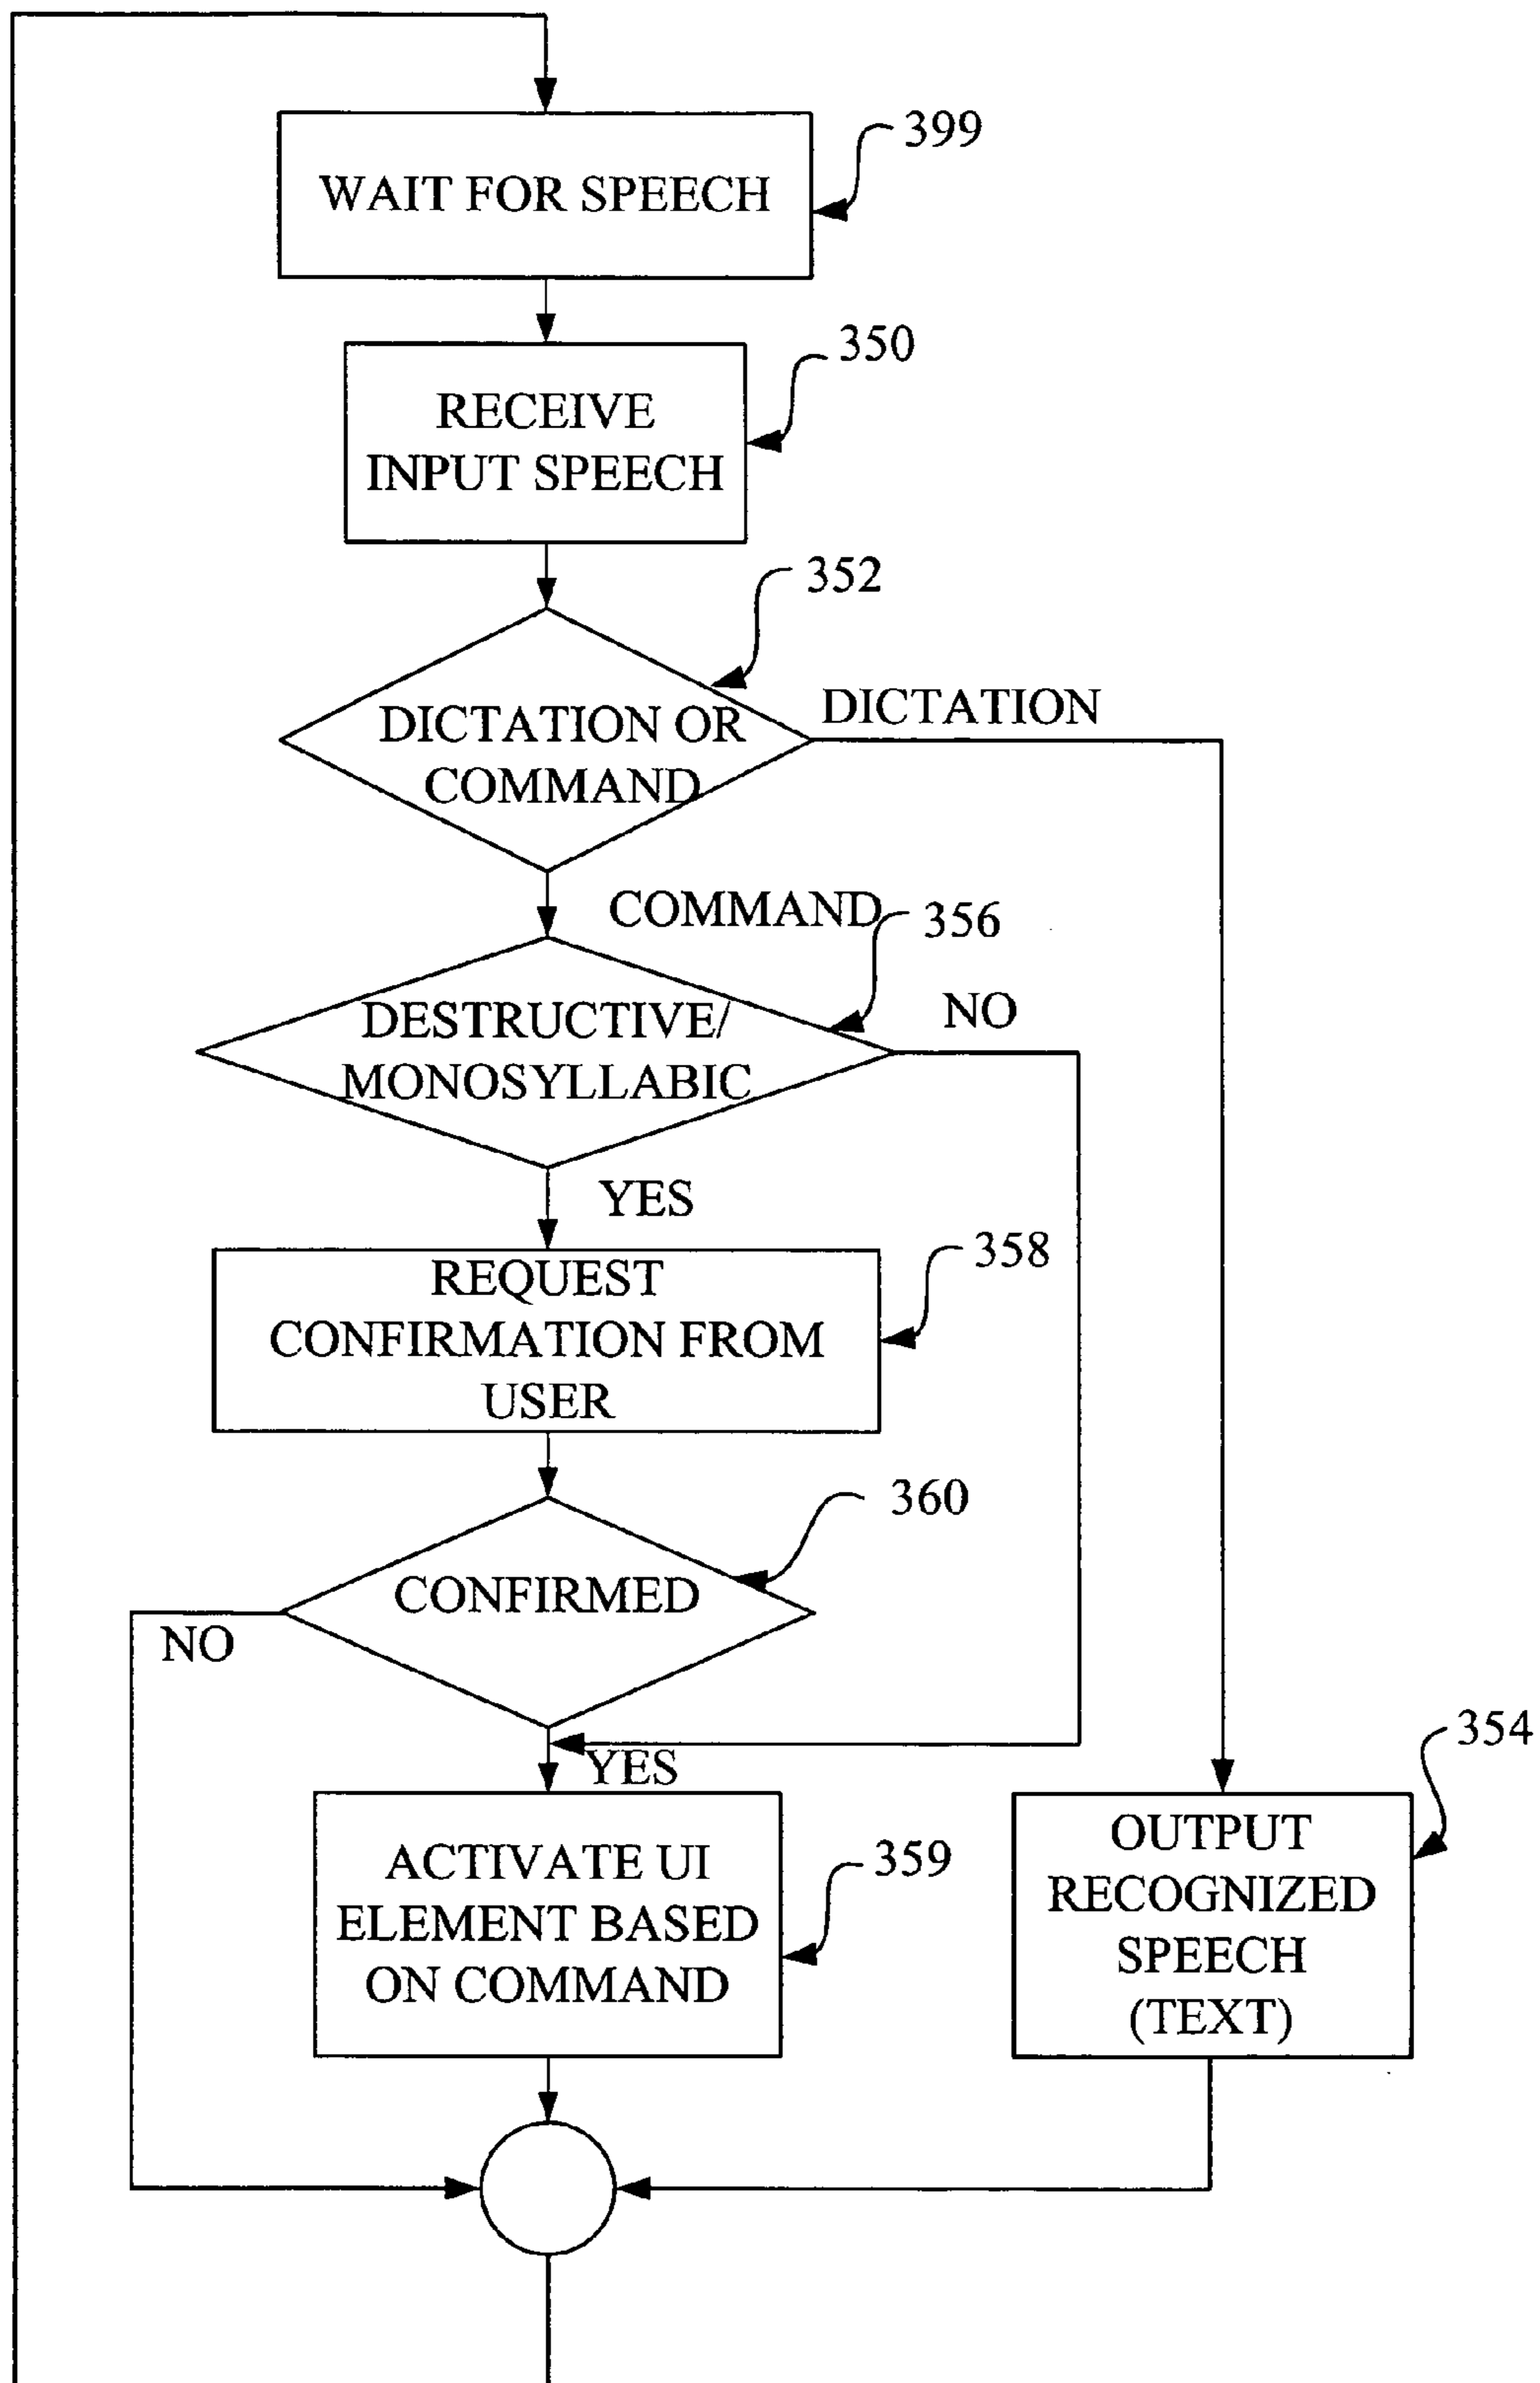 399
WAIT FOR SPEECH
350
RECEIVE
INPUT SPEECH
352
DICTATION
DICTATION OR
COMMAND
COMMAND
356
NO
DESTRUCTIVE/
MONOSYLLABIC
YES
358
REQUEST
CONFIRMATION FROM
USER
360
CONFIRMED
NO
YES
354
359
ACTIVATE UI
ELEMENT BASED
ON COMMAND
OUTPUT
RECOGNIZED
SPEECH
(TEXT)